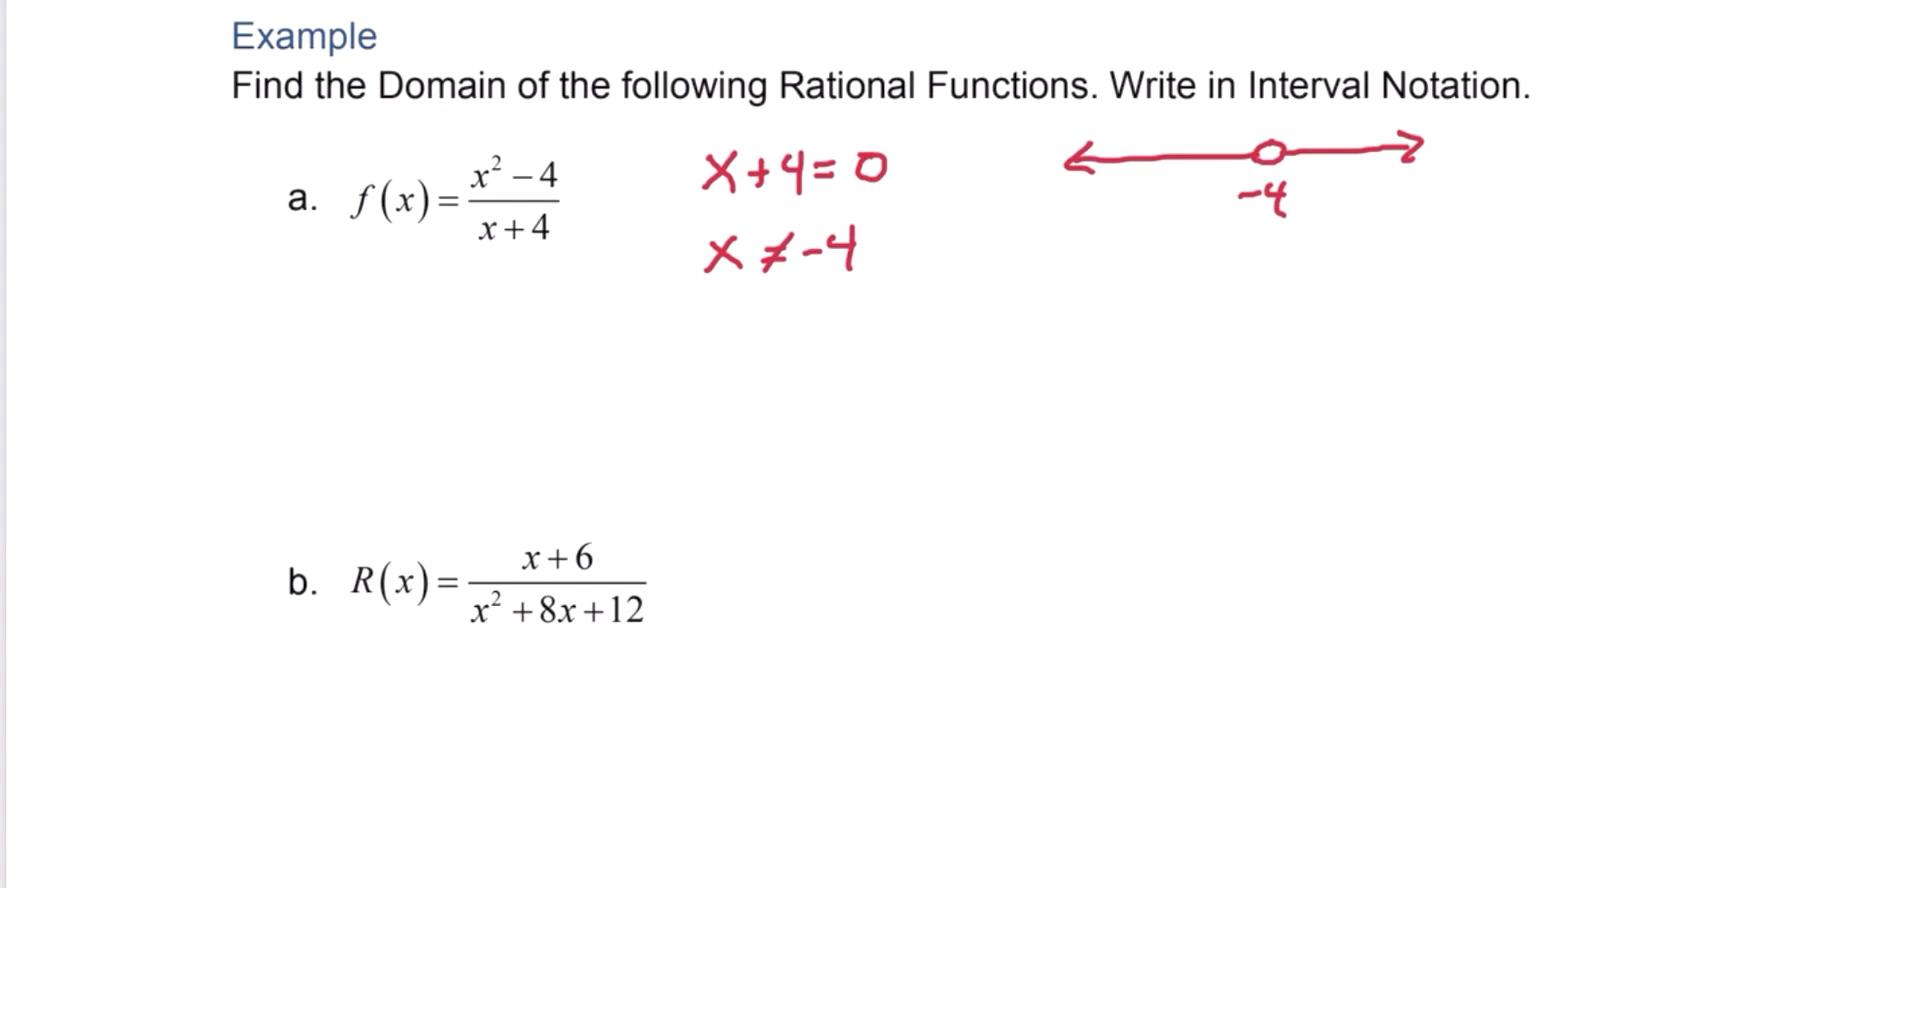 Example
Find the Domain of the following Rational Functions. Write in Interval Notation.
a. f(x) = (x² − 4)/(x + 4)
x + 4 = 0
x ≠ -4
-4
b. R(x) = (x + 6)/(x² + 8x + 12)